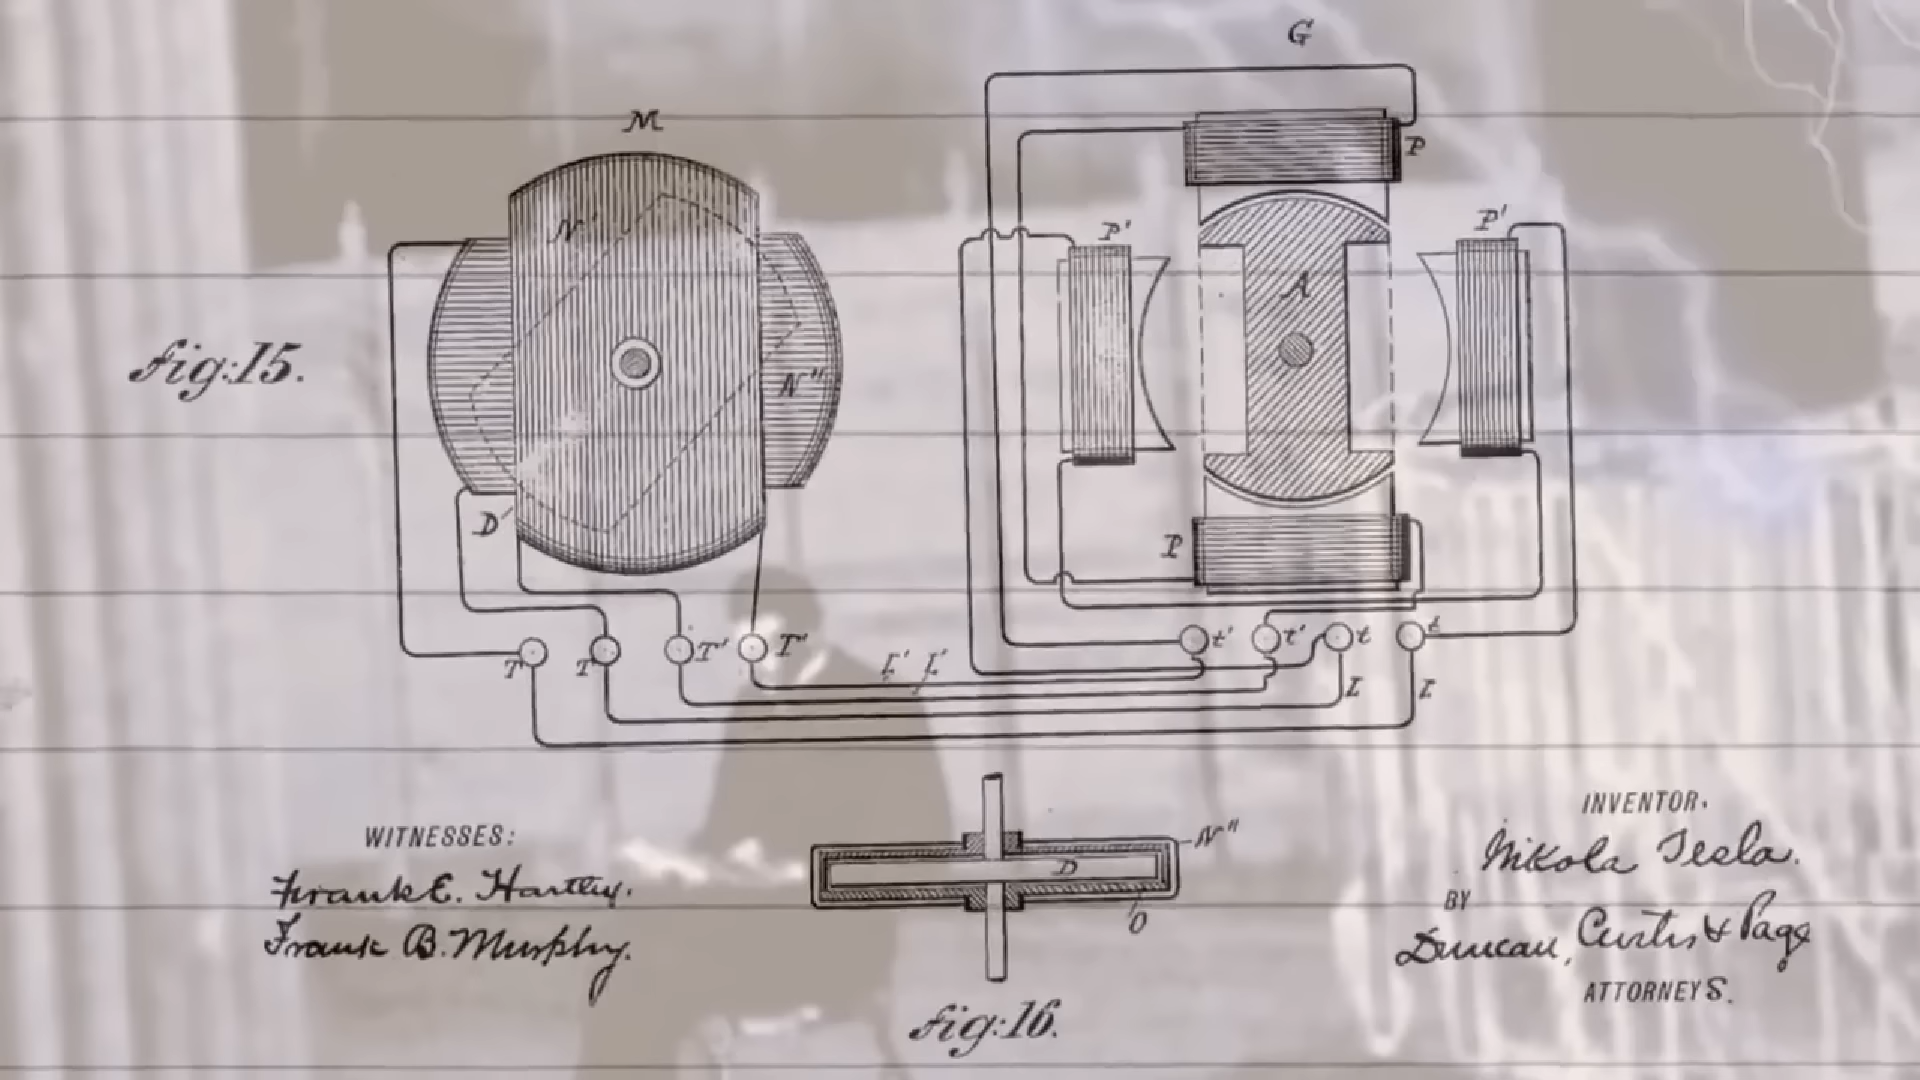 G
M
P
N'
P'
P'
A
Fig:15.
N"
D
P
T
T
T'
T'
L'
L'
t'
t'
t
t
L
L
INVENTOR.
WITNESSES:
N"
Nikola Tesla.
D
Frank E. Hartley.
BY
O
Duncan, Curtis & Page
Frank B. Murphy.
ATTORNEYS.
Fig:16.